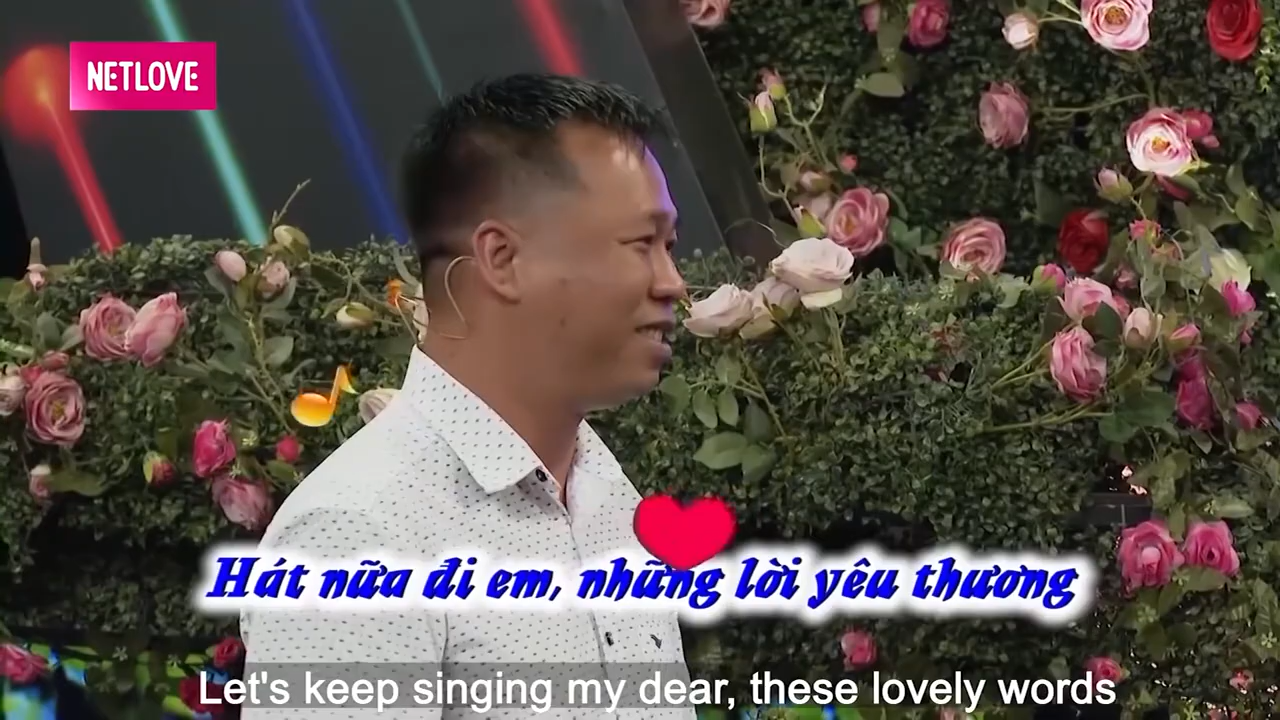 NETLOVE
Hát nữa đi em, những lời yêu thương
Let's keep singing my dear, these lovely words